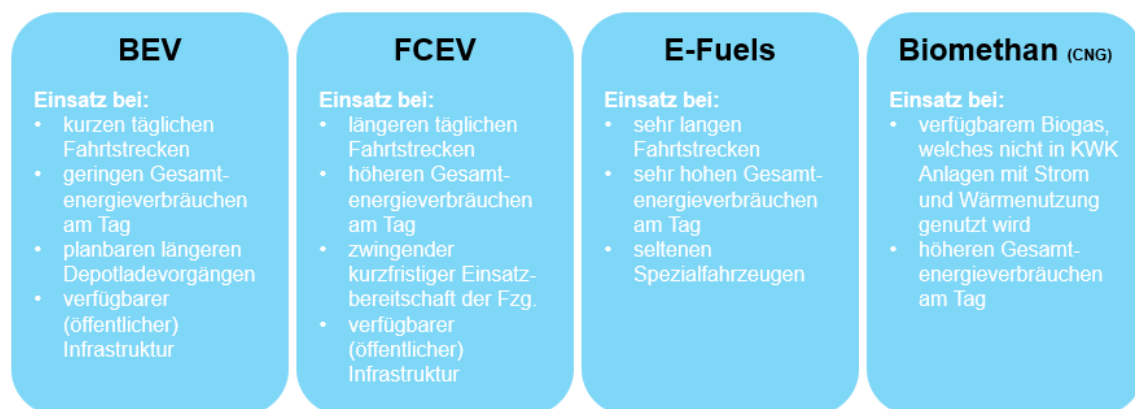 BEV
Einsatz bei:
• kurzen täglichen
Fahrtstrecken
• geringen Gesamt-
energieverbräuchen
am Tag
• planbaren längeren
Depotladevorgängen
• verfügbarer
(öffentlicher)
Infrastruktur
FCEV
Einsatz bei:
• längeren täglichen
Fahrtstrecken
• höheren Gesamt-
energieverbräuchen
am Tag
• zwingender
kurzfristiger Einsatz-
bereitschaft der Fzg.
• verfügbarer
(öffentlicher)
Infrastruktur
E-Fuels
Einsatz bei:
• sehr langen
Fahrtstrecken
• sehr hohen Gesamt-
energieverbräuchen
am Tag
• seltenen
Spezialfahrzeugen
Biomethan (CNG)
Einsatz bei:
• verfügbarem Biogas,
welches nicht in KWK
Anlagen mit Strom
und Wärmenutzung
genutzt wird
• höheren Gesamt-
energieverbräuchen
am Tag